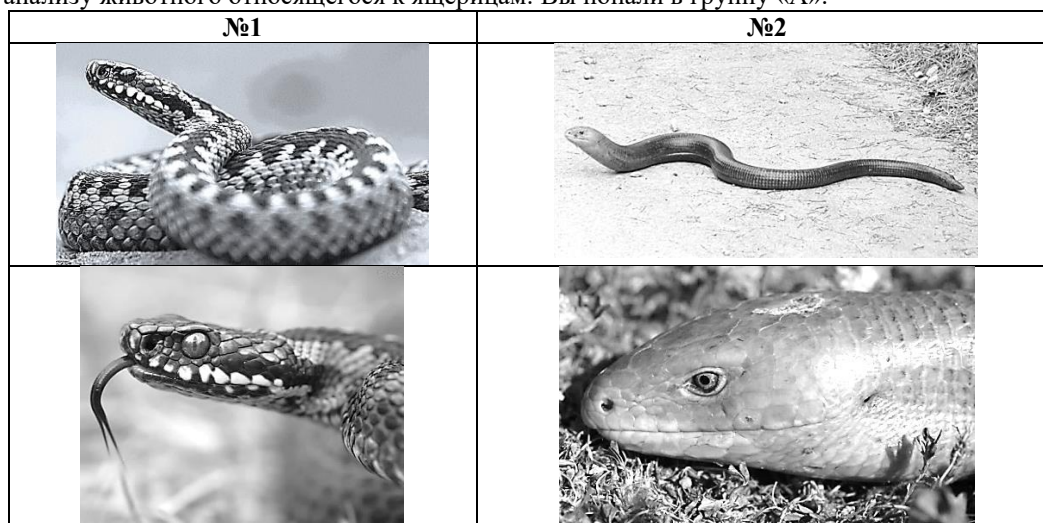 анализу животного относящегося к ящерицам. Вы попали в группу «А».
№1 №2